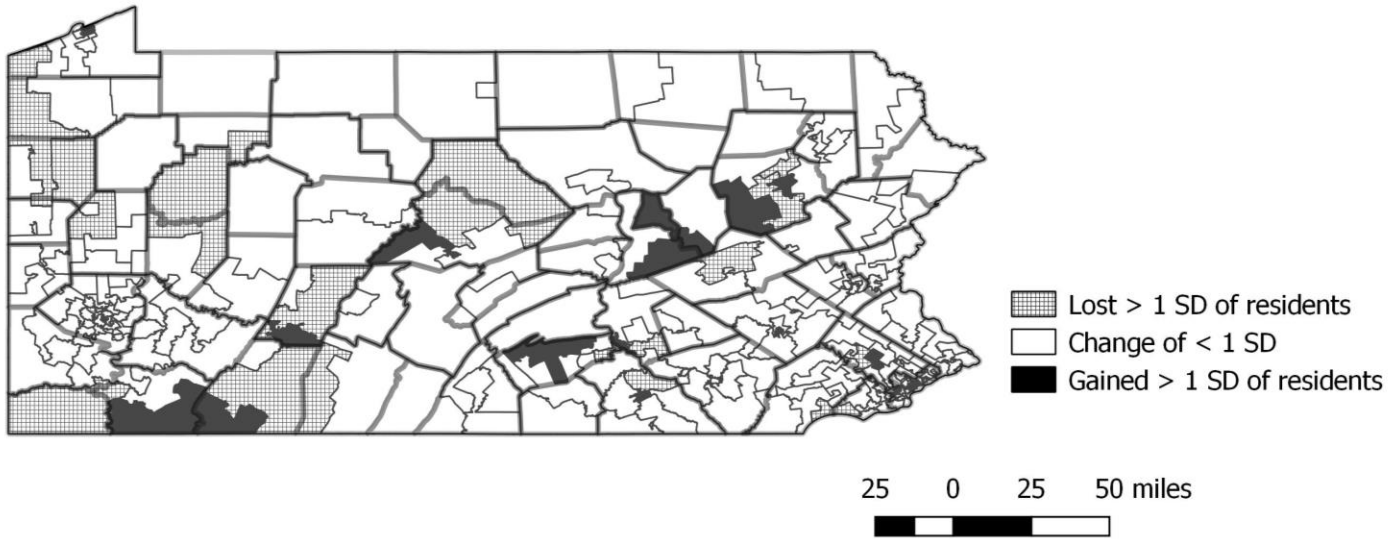 Lost > 1 SD of residents
Change of < 1 SD
Gained > 1 SD of residents
25 0 25 50 miles